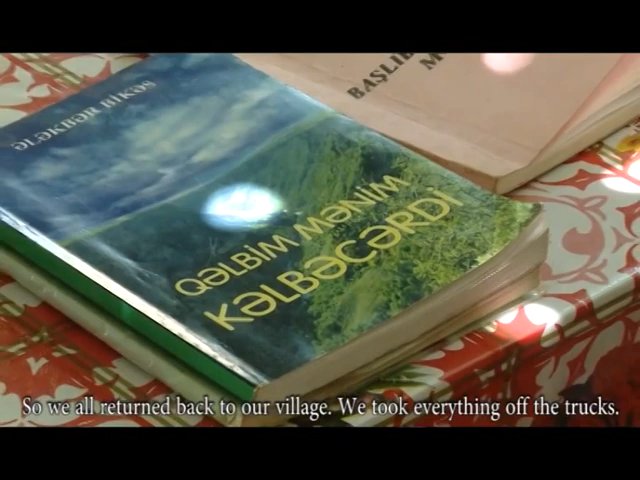 ƏLƏKBƏR BİKƏS
QƏLBİM MƏNİM
KƏLBƏCƏRDİ
So we all returned back to our village. We took everything off the trucks.